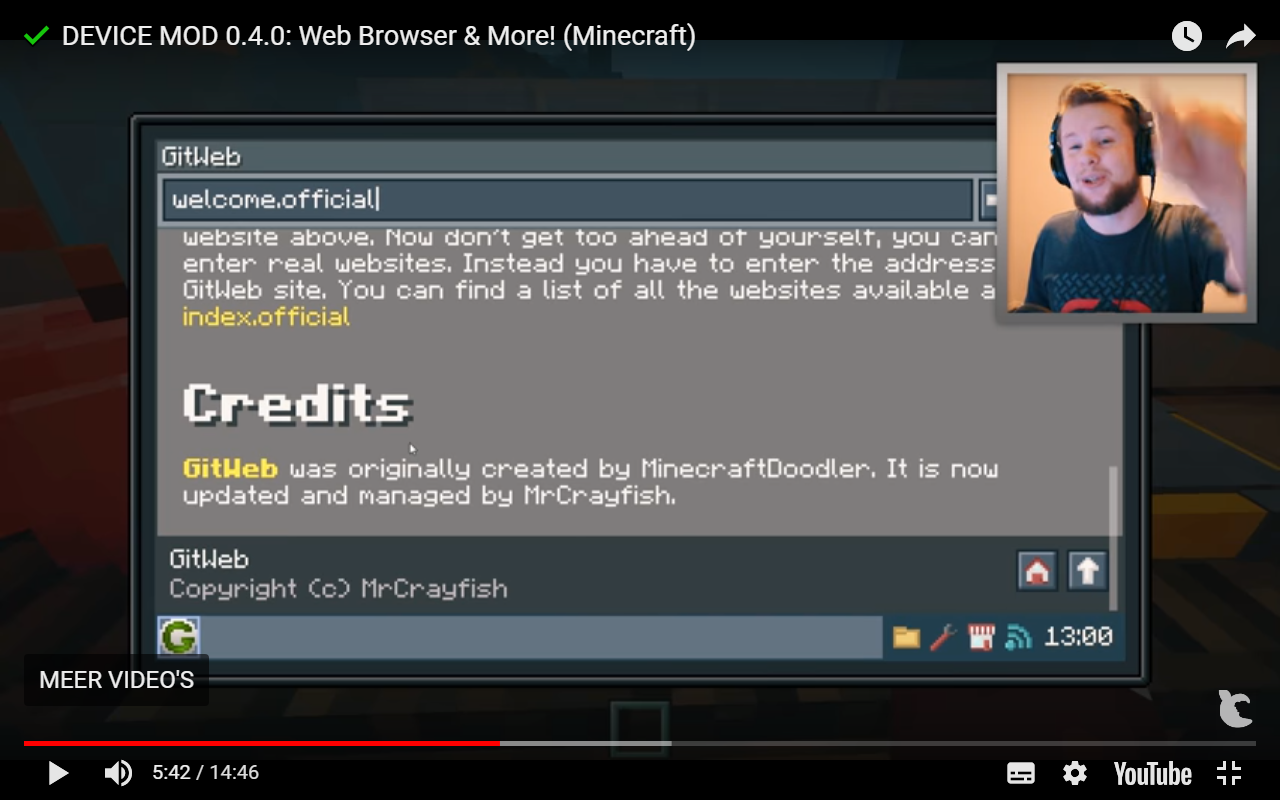 DEVICE MOD 0.4.0: Web Browser & More! (Minecraft)
GitWeb
welcome.official
website above. Now don't get too ahead of yourself, you can
enter real websites. Instead you have to enter the address
GitWeb site. You can find a list of all the websites available a
index.official
Credits
GitWeb was originally created by MinecraftDoodler. It is now
updated and managed by MrCrayfish.
GitWeb
Copyright (c) MrCrayfish
G
13:00
MEER VIDEO'S
5:42 / 14:46
YouTube